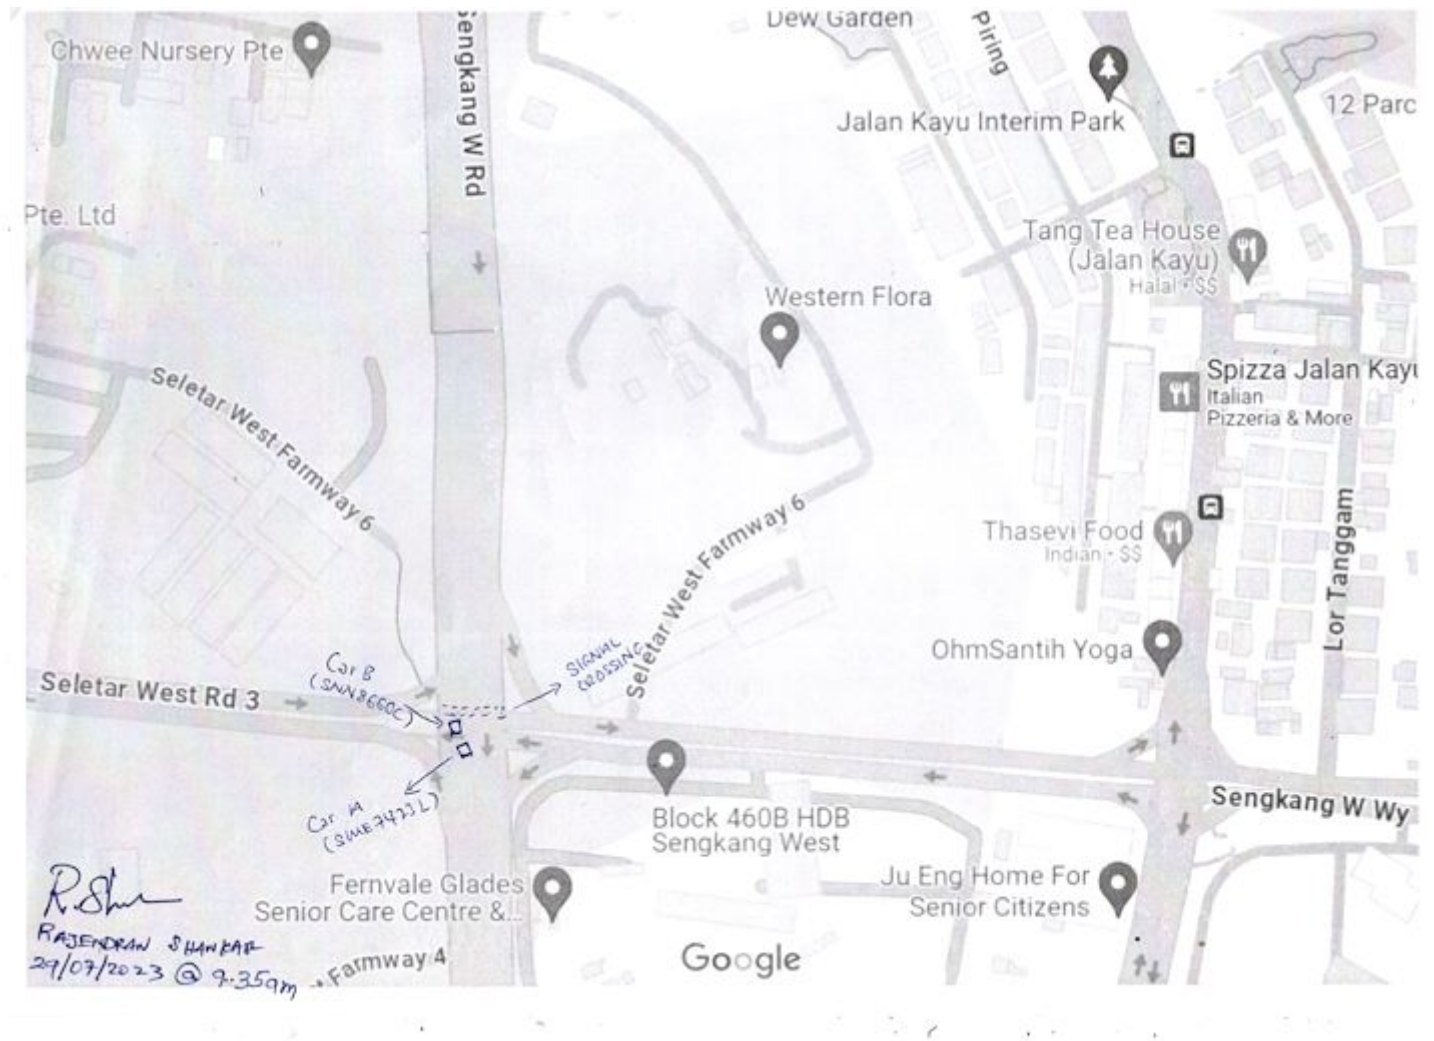 Dew Garden
Piring
Chwee Nursery Pte
Sengkang W Rd
12 Parc
Jalan Kayu Interim Park
Pte. Ltd
Tang Tea House
(Jalan Kayu)
Halal · $$
Western Flora
Spizza Jalan Kayu
Italian
Pizzeria & More
Seletar West Farmway 6
Seletar West Farmway 6
Thasevi Food
Indian · $$
Lor Tanggam
OhmSantih Yoga
SIGNAL
CROSSING
Car B
(SNN8660C)
Seletar West Rd 3
Car A
Block 460B HDB
Sengkang West
Sengkang W Wy
Fernvale Glades
Senior Care Centre &...
Ju Eng Home For
Senior Citizens
RAJENDRAN SHANKAR
29/07/2023 @ 9.35am
Farmway 4
Google